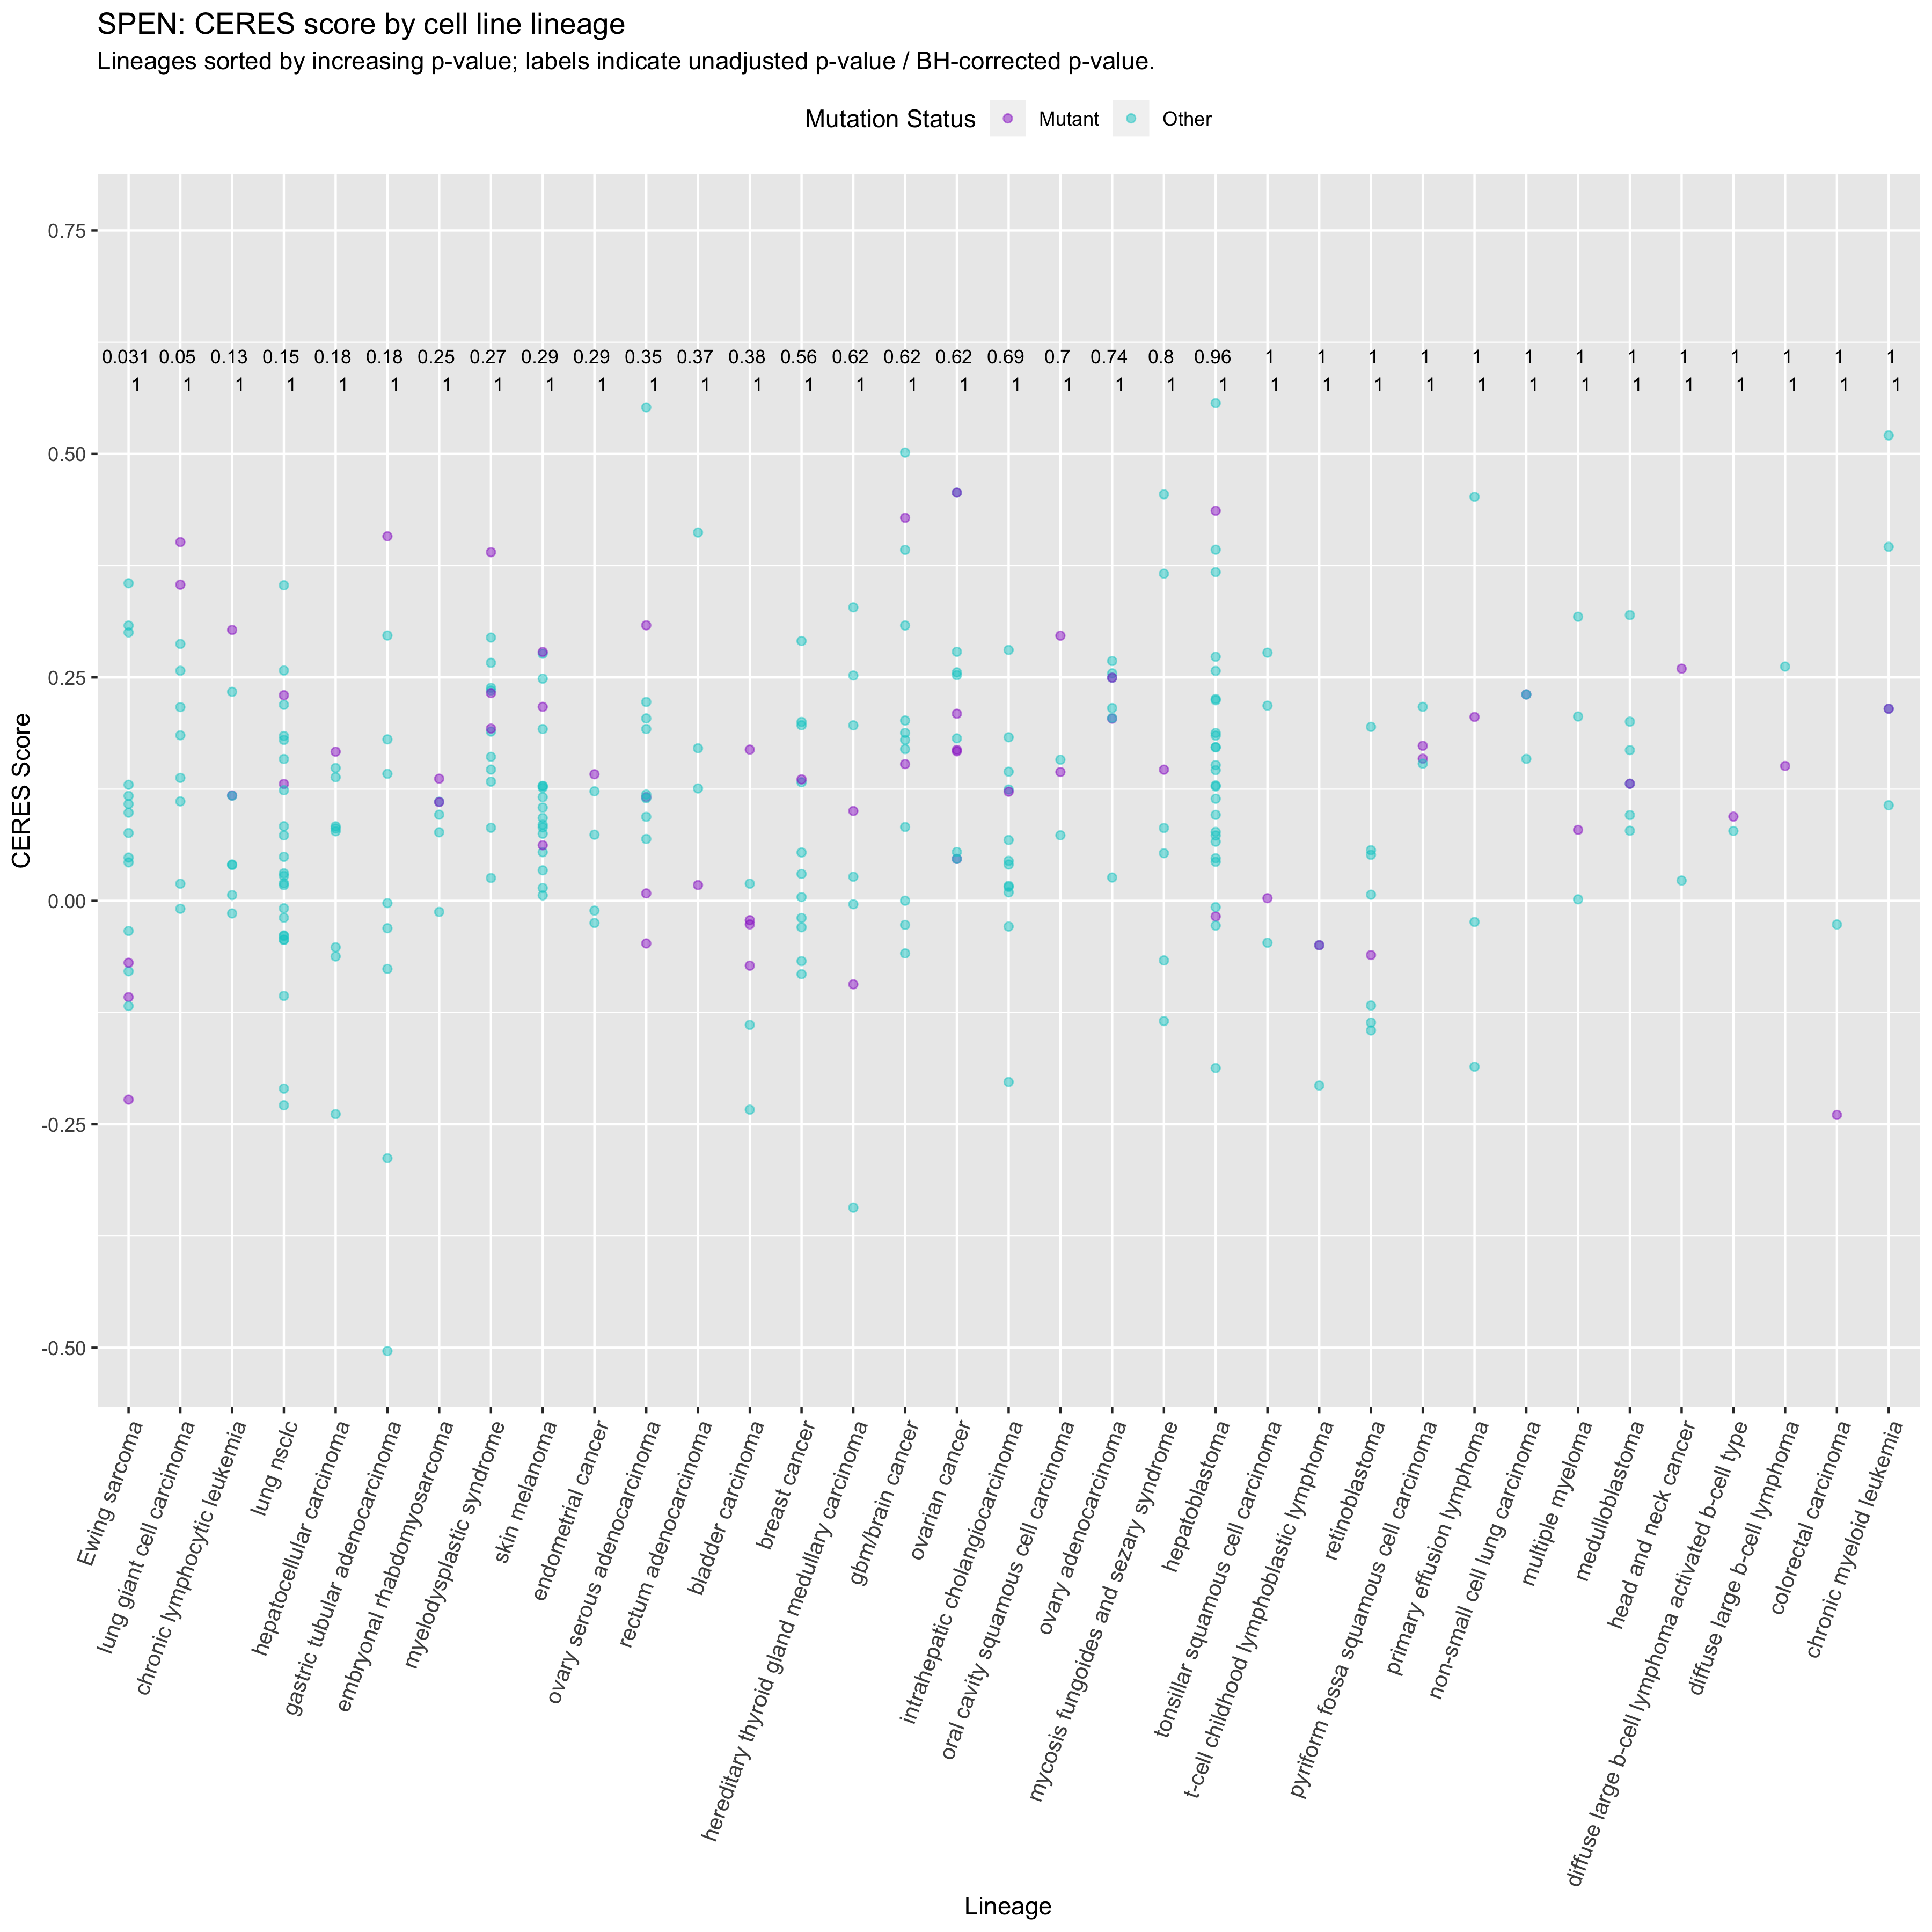 SPEN: CERES score by cell line lineage
Lineages sorted by increasing p-value; labels indicate unadjusted p-value / BH-corrected p-value.
Mutation Status Mutant Other
0.75
0.031 0.05 0.13 0.15 0.18 0.18 0.25 0.27 0.29 0.29 0.35 0.37 0.38 0.56 0.62 0.62 0.62 0.69 0.7 0.74 0.8 0.96 1 1 1 1 1 1 1 1 1 1 1 1 1
1 1 1 1 1 1 1 1 1 1 1 1 1 1 1 1 1 1 1 1 1 1 1 1 1 1 1 1 1 1 1 1 1 1 1
0.50
0.25
0.00
-0.25
-0.50
CERES Score
Ewing sarcoma
lung giant cell carcinoma
chronic lymphocytic leukemia
lung nsclc
hepatocellular carcinoma
gastric tubular adenocarcinoma
embryonal rhabdomyosarcoma
myelodysplastic syndrome
skin melanoma
endometrial cancer
ovary serous adenocarcinoma
rectum adenocarcinoma
bladder carcinoma
breast cancer
hereditary thyroid gland medullary carcinoma
gbm/brain cancer
ovarian cancer
intrahepatic cholangiocarcinoma
oral cavity squamous cell carcinoma
ovary adenocarcinoma
mycosis fungoides and sezary syndrome
hepatoblastoma
tonsillar squamous cell carcinoma
t-cell childhood lymphoblastic lymphoma
retinoblastoma
pyriform fossa squamous cell carcinoma
primary effusion lymphoma
non-small cell lung carcinoma
multiple myeloma
medulloblastoma
head and neck cancer
diffuse large b-cell lymphoma activated b-cell type
diffuse large b-cell lymphoma
colorectal carcinoma
chronic myeloid leukemia
Lineage